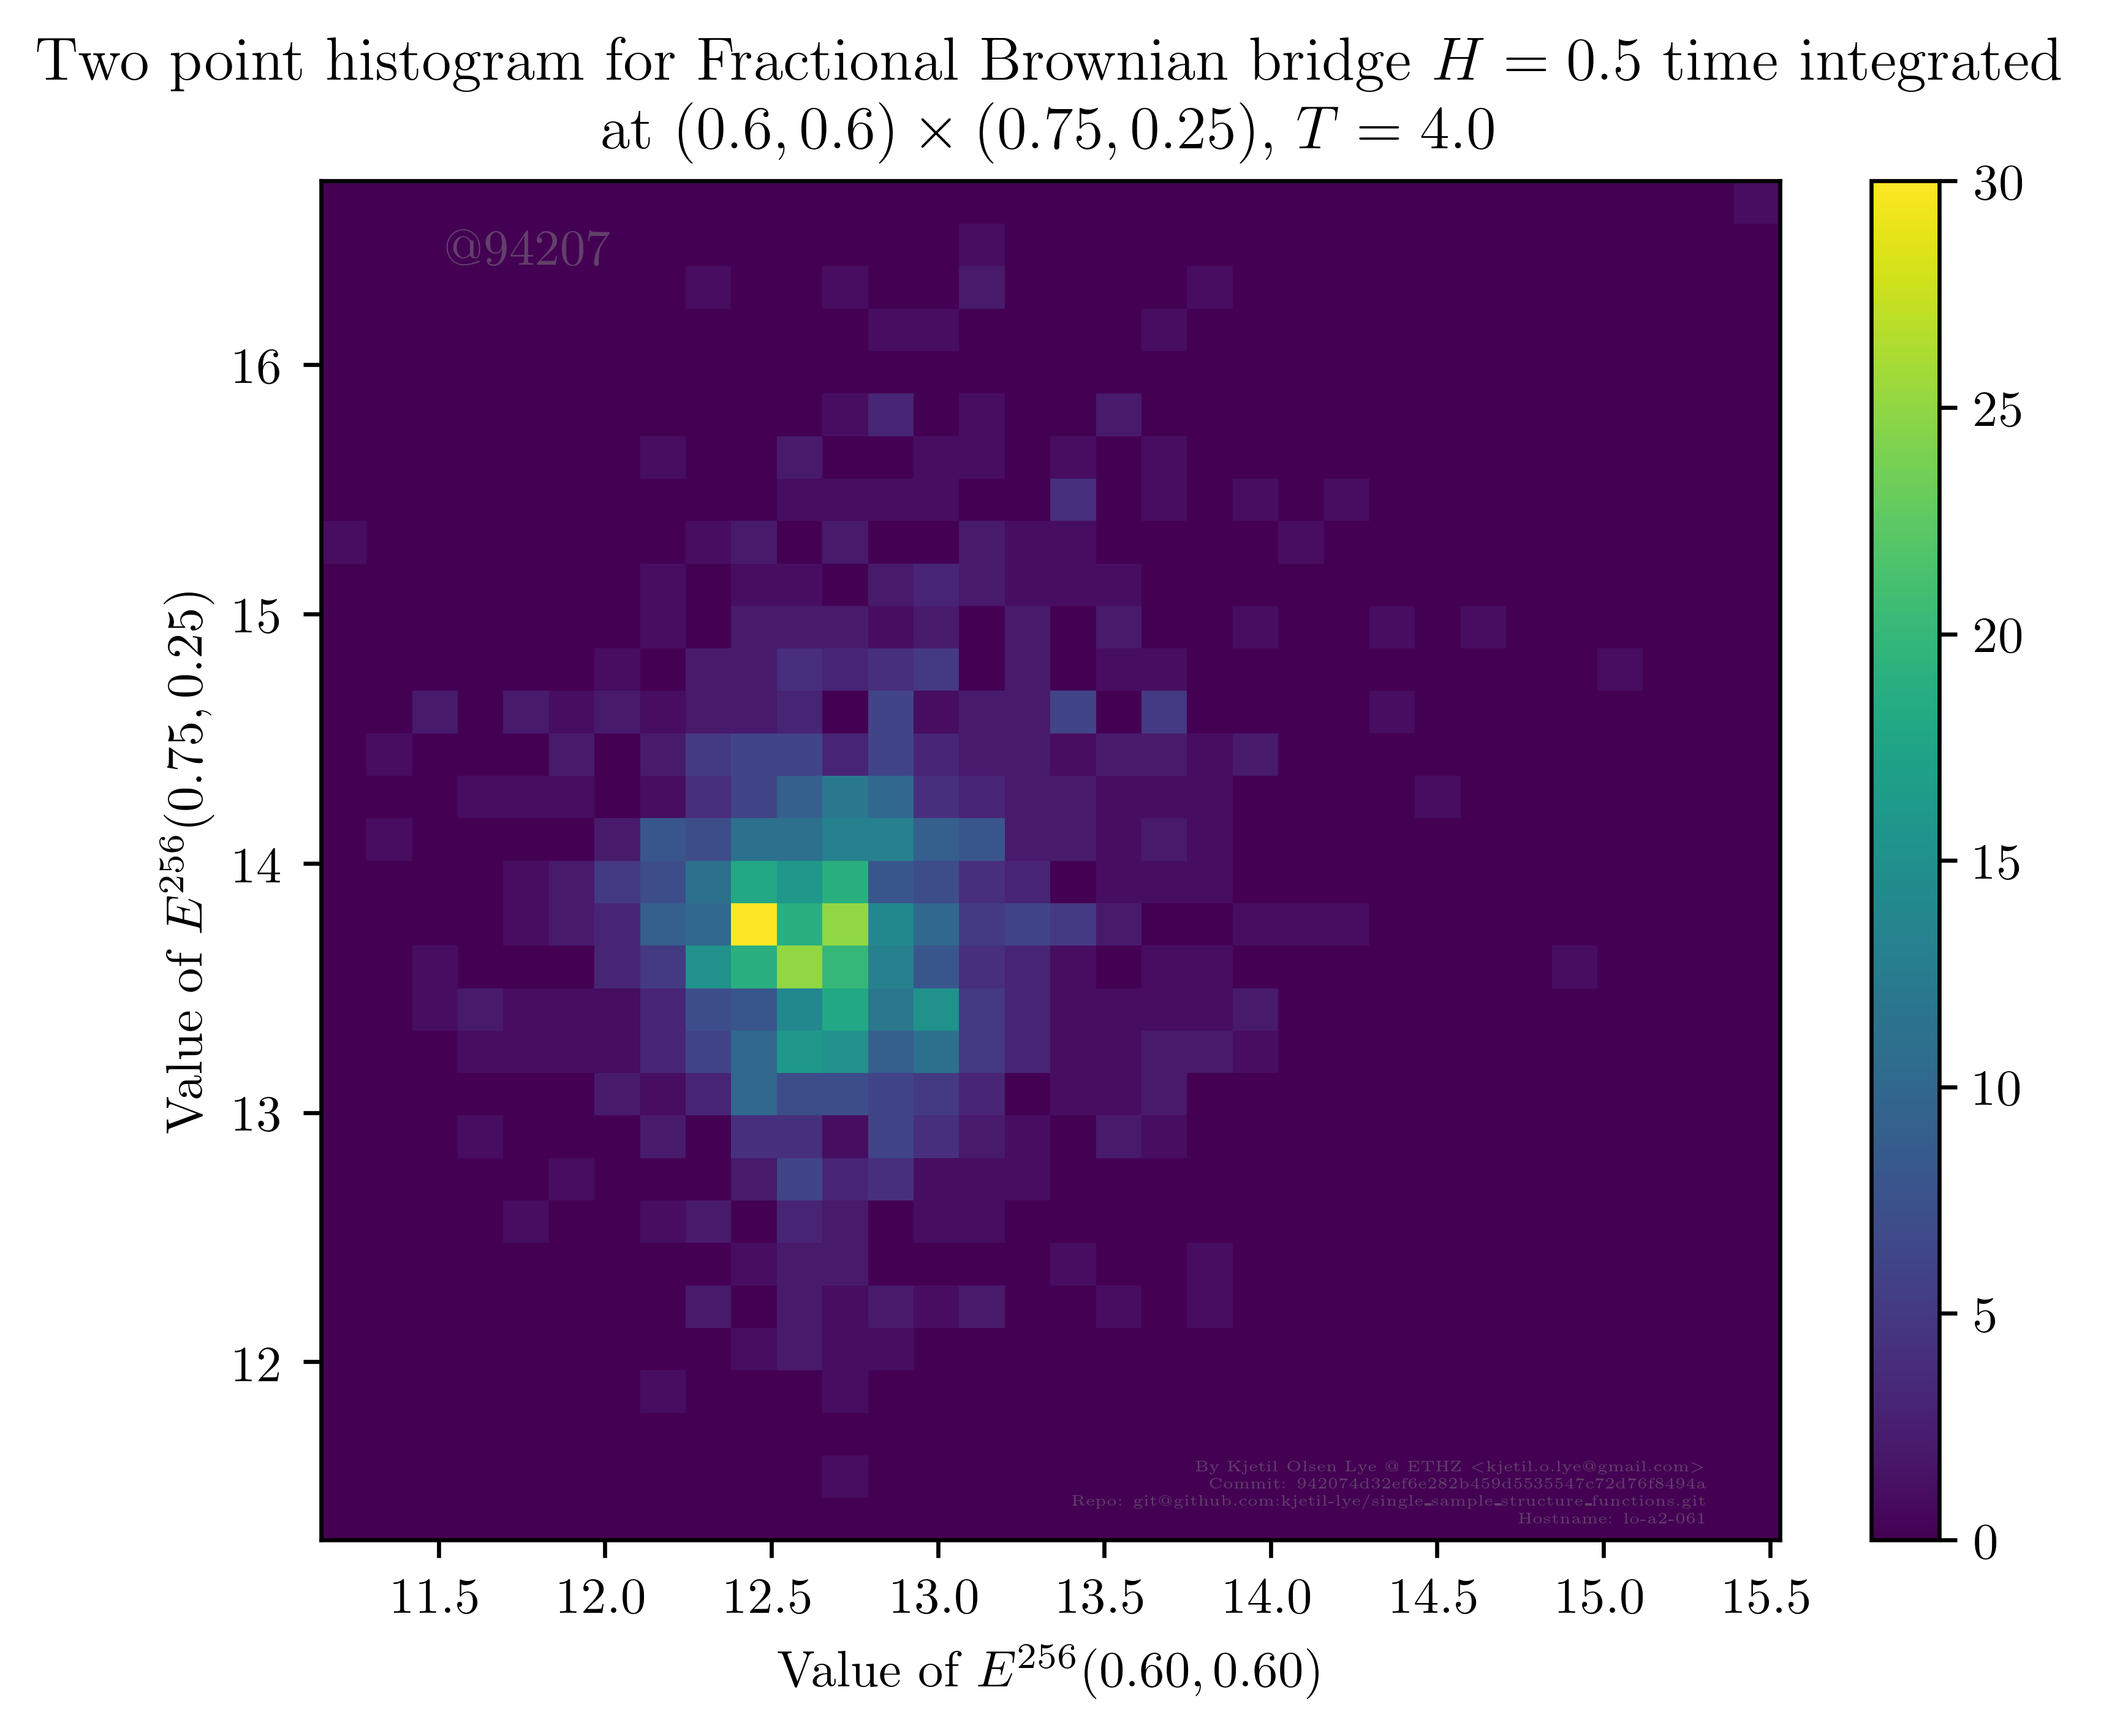 Two point histogram for Fractional Brownian bridge H = 0.5 time integrated
at (0.6, 0.6) × (0.75, 0.25), T = 4.0
@94207
30
25
20
15
10
5
0
Value of E^256(0.75, 0.25)
16
15
14
13
12
By Kjetil Olsen Lye @ ETHZ <kjetil.o.lye@gmail.com>
Commit: 942074d32ef6e282b459d5535547c72d76f8494a
Repo: git@github.com:kjetil-lye/single_sample_structure_functions.git
Hostname: lo-a2-061
11.5 12.0 12.5 13.0 13.5 14.0 14.5 15.0 15.5
Value of E^256(0.60, 0.60)